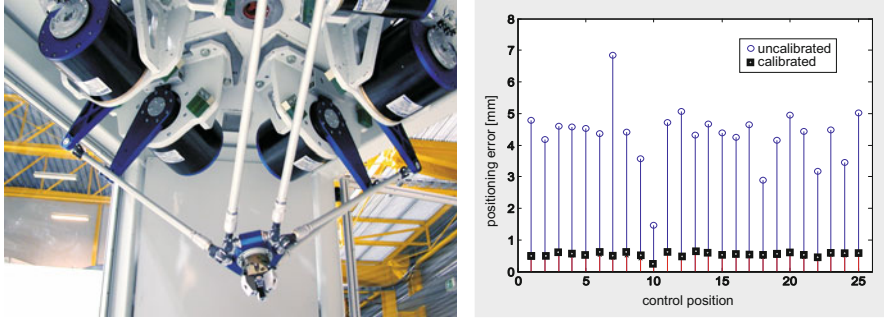 8
7
6
5
4
3
2
1
0
positioning error [mm]
uncalibrated
calibrated
0 5 10 15 20 25
control position